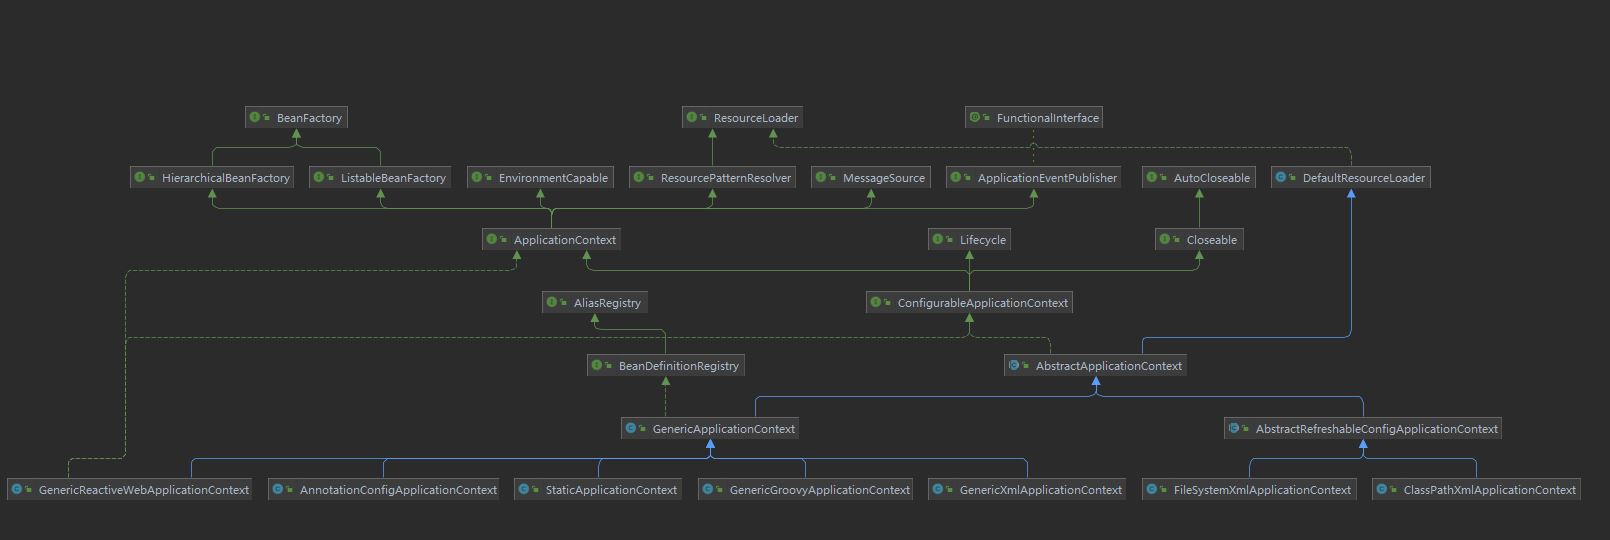 BeanFactory
ResourceLoader
FunctionalInterface
HierarchicalBeanFactory
ListableBeanFactory
EnvironmentCapable
ResourcePatternResolver
MessageSource
ApplicationEventPublisher
AutoCloseable
DefaultResourceLoader
ApplicationContext
Lifecycle
Closeable
AliasRegistry
ConfigurableApplicationContext
BeanDefinitionRegistry
AbstractApplicationContext
GenericApplicationContext
AbstractRefreshableConfigApplicationContext
GenericReactiveWebApplicationContext
AnnotationConfigApplicationContext
StaticApplicationContext
GenericGroovyApplicationContext
GenericXmlApplicationContext
FileSystemXmlApplicationContext
ClassPathXmlApplicationContext